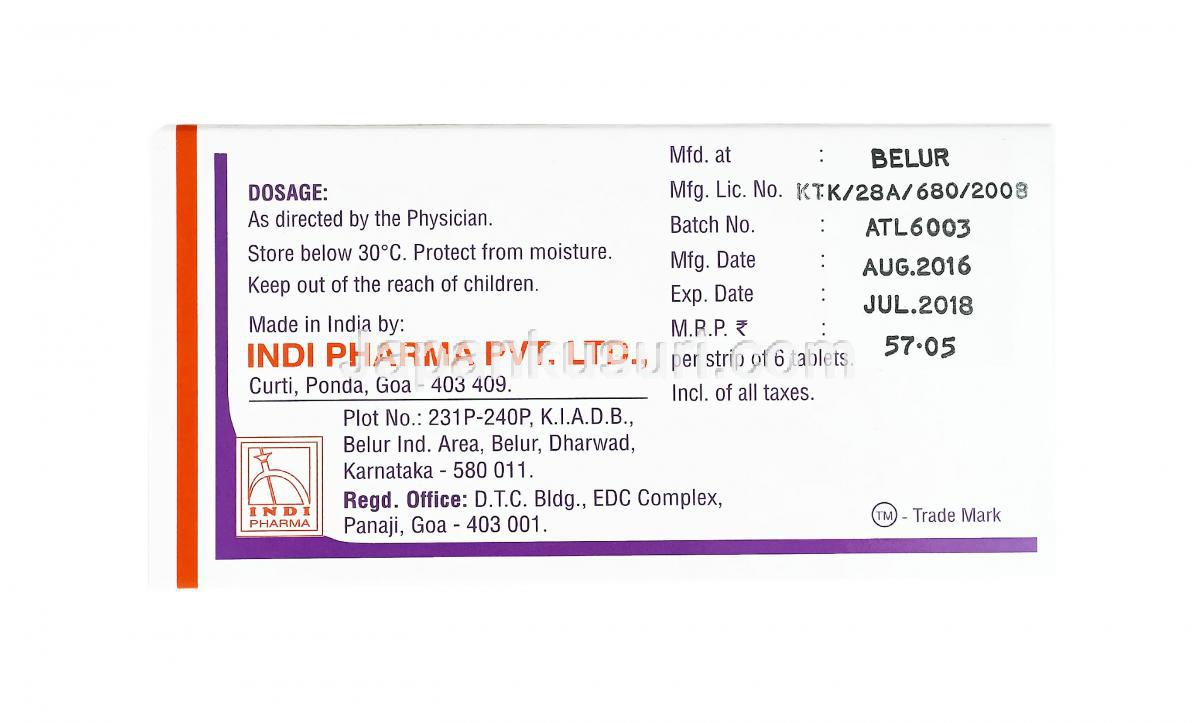 DOSAGE:
As directed by the Physician.
Store below 30°C. Protect from moisture.
Keep out of the reach of children.
Made in India by:
INDI PHARMA PVT. LTD.,
Curti, Ponda, Goa - 403 409.
Plot No.: 231P-240P, K.I.A.D.B.,
Belur Ind. Area, Belur, Dharwad,
Karnataka - 580 011.
Regd. Office: D.T.C. Bldg., EDC Complex,
Panaji, Goa - 403 001.
INDI
PHARMA
Mfd. at : BELUR
Mfg. Lic. No. : KTK/28A/680/2008
Batch No. : ATL6003
Mfg. Date : AUG.2016
Exp. Date : JUL.2018
M.R.P. ₹ : 57.05
per strip of 6 tablets.
Incl. of all taxes.
TM - Trade Mark
Japankusuri.com